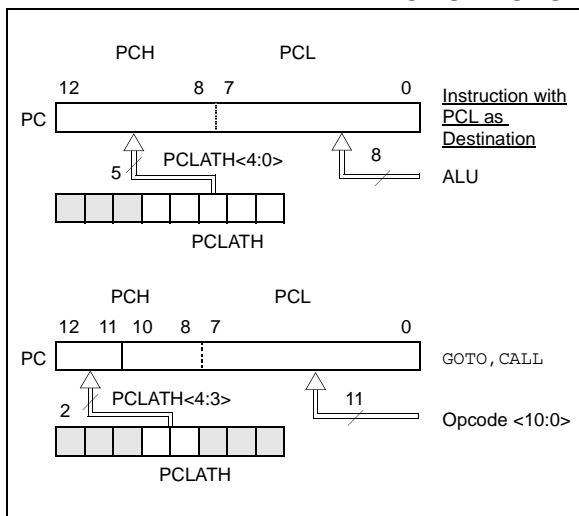 PCH PCL
12 8 7 0
PC
Instruction with
PCL as
Destination
5 PCLATH<4:0> 8
ALU
PCLATH
PCH PCL
12 11 10 8 7 0
PC GOTO, CALL
2 PCLATH<4:3> 11
Opcode <10:0>
PCLATH